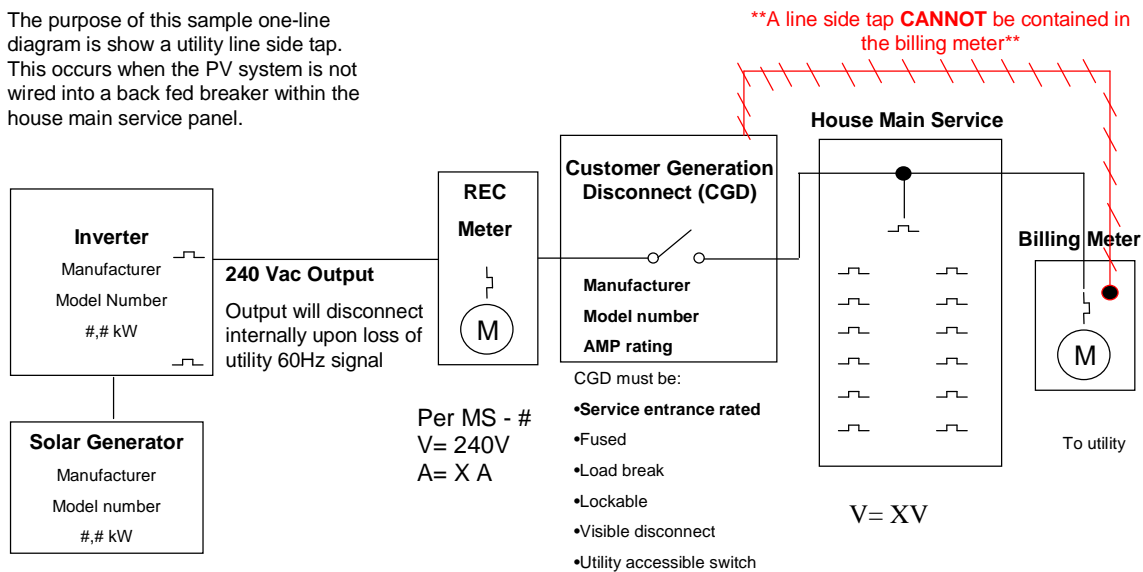 The purpose of this sample one-line
diagram is show a utility line side tap.
This occurs when the PV system is not
wired into a back fed breaker within the
house main service panel.
**A line side tap CANNOT be contained in
the billing meter**
Inverter
Manufacturer
Model Number
#,# kW
240 Vac Output
Output will disconnect
internally upon loss of
utility 60Hz signal
Solar Generator
Manufacturer
Model number
#,# kW
REC
Meter
M
Per MS - #
V= 240V
A= X A
Customer Generation
Disconnect (CGD)
Manufacturer
Model number
AMP rating
CGD must be:
•Service entrance rated
•Fused
•Load break
•Lockable
•Visible disconnect
•Utility accessible switch
House Main Service
V= XV
Billing Meter
M
To utility